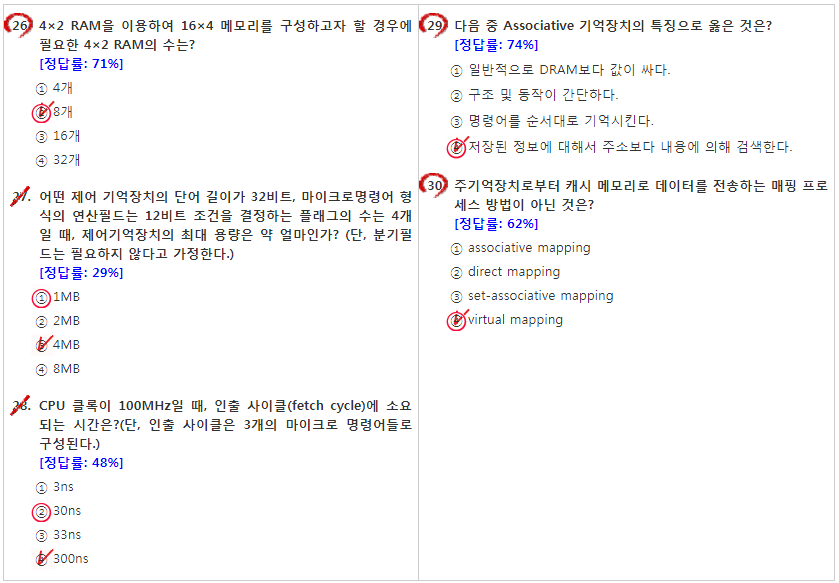 26. 4×2 RAM을 이용하여 16×4 메모리를 구성하고자 할 경우에
필요한 4×2 RAM의 수는?
[정답률: 71%]
① 4개
② 8개
③ 16개
④ 32개
27. 어떤 제어 기억장치의 단어 길이가 32비트, 마이크로명령어 형
식의 연산필드는 12비트 조건을 결정하는 플래그의 수는 4개
일 때, 제어기억장치의 최대 용량은 약 얼마인가? (단, 분기필
드는 필요하지 않다고 가정한다.)
[정답률: 29%]
① 1MB
② 2MB
③ 4MB
④ 8MB
28. CPU 클록이 100MHz일 때, 인출 사이클(fetch cycle)에 소요
되는 시간은?(단, 인출 사이클은 3개의 마이크로 명령어들로
구성된다.)
[정답률: 48%]
① 3ns
② 30ns
③ 33ns
④ 300ns
29. 다음 중 Associative 기억장치의 특징으로 옳은 것은?
[정답률: 74%]
① 일반적으로 DRAM보다 값이 싸다.
② 구조 및 동작이 간단하다.
③ 명령어를 순서대로 기억시킨다.
④ 저장된 정보에 대해서 주소보다 내용에 의해 검색한다.
30. 주기억장치로부터 캐시 메모리로 데이터를 전송하는 매핑 프로
세스 방법이 아닌 것은?
[정답률: 62%]
① associative mapping
② direct mapping
③ set-associative mapping
④ virtual mapping